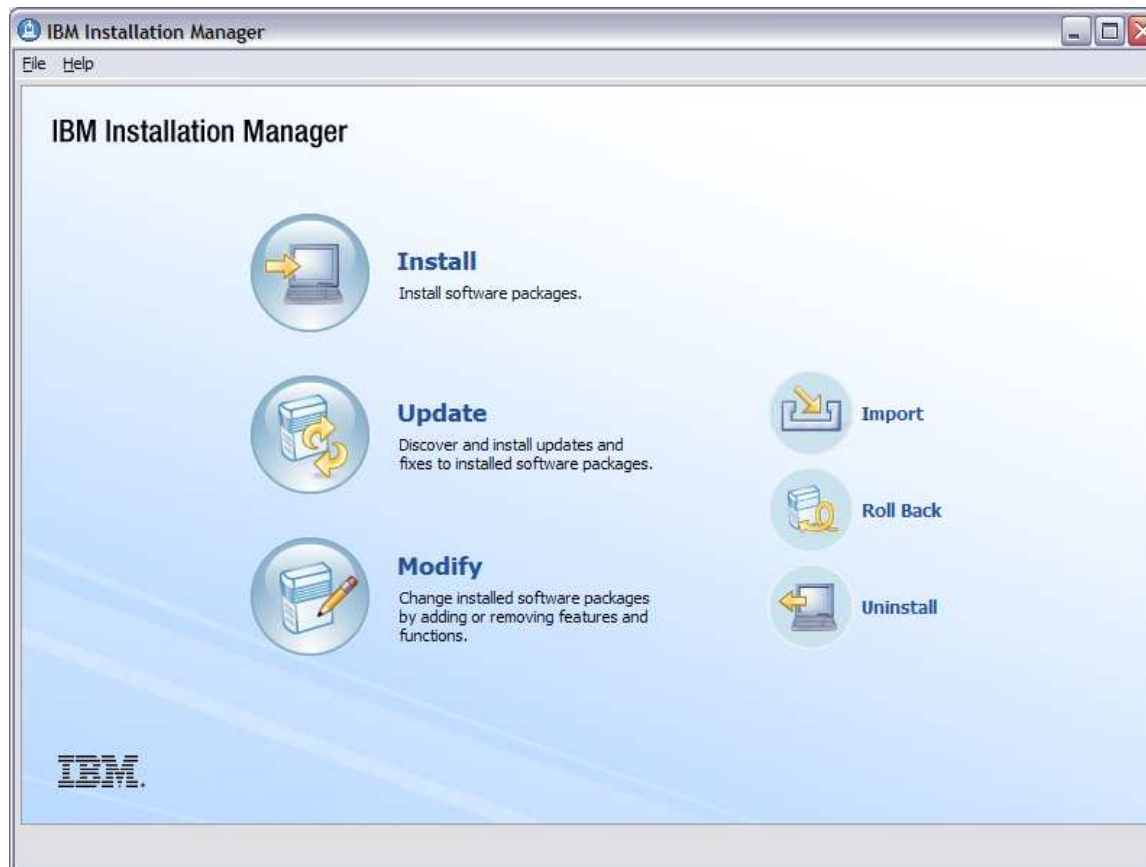 IBM Installation Manager
File Help
IBM Installation Manager
Install
Install software packages.
Update
Discover and install updates and
fixes to installed software packages.
Modify
Change installed software packages
by adding or removing features and
functions.
Import
Roll Back
Uninstall
IBM.